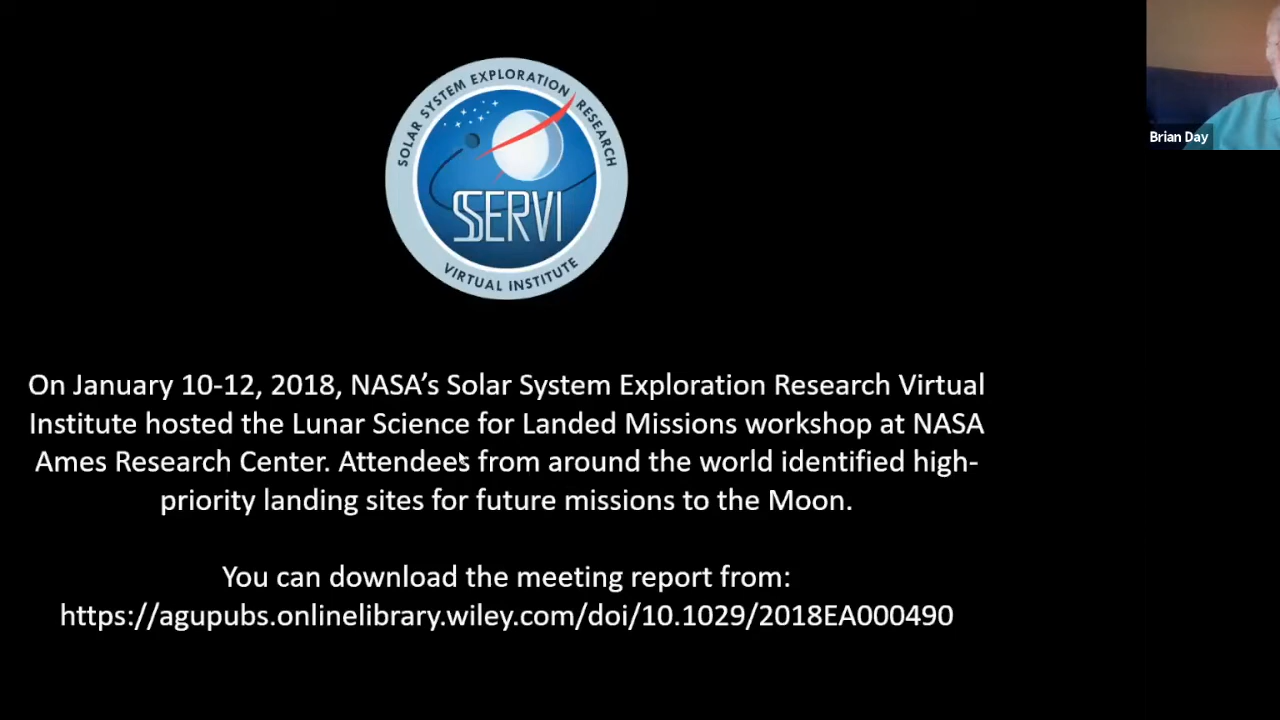 SOLAR SYSTEM EXPLORATION RESEARCH
SSERVI
VIRTUAL INSTITUTE
Brian Day
On January 10-12, 2018, NASA’s Solar System Exploration Research Virtual
Institute hosted the Lunar Science for Landed Missions workshop at NASA
Ames Research Center. Attendees from around the world identified high-
priority landing sites for future missions to the Moon.
You can download the meeting report from:
https://agupubs.onlinelibrary.wiley.com/doi/10.1029/2018EA000490